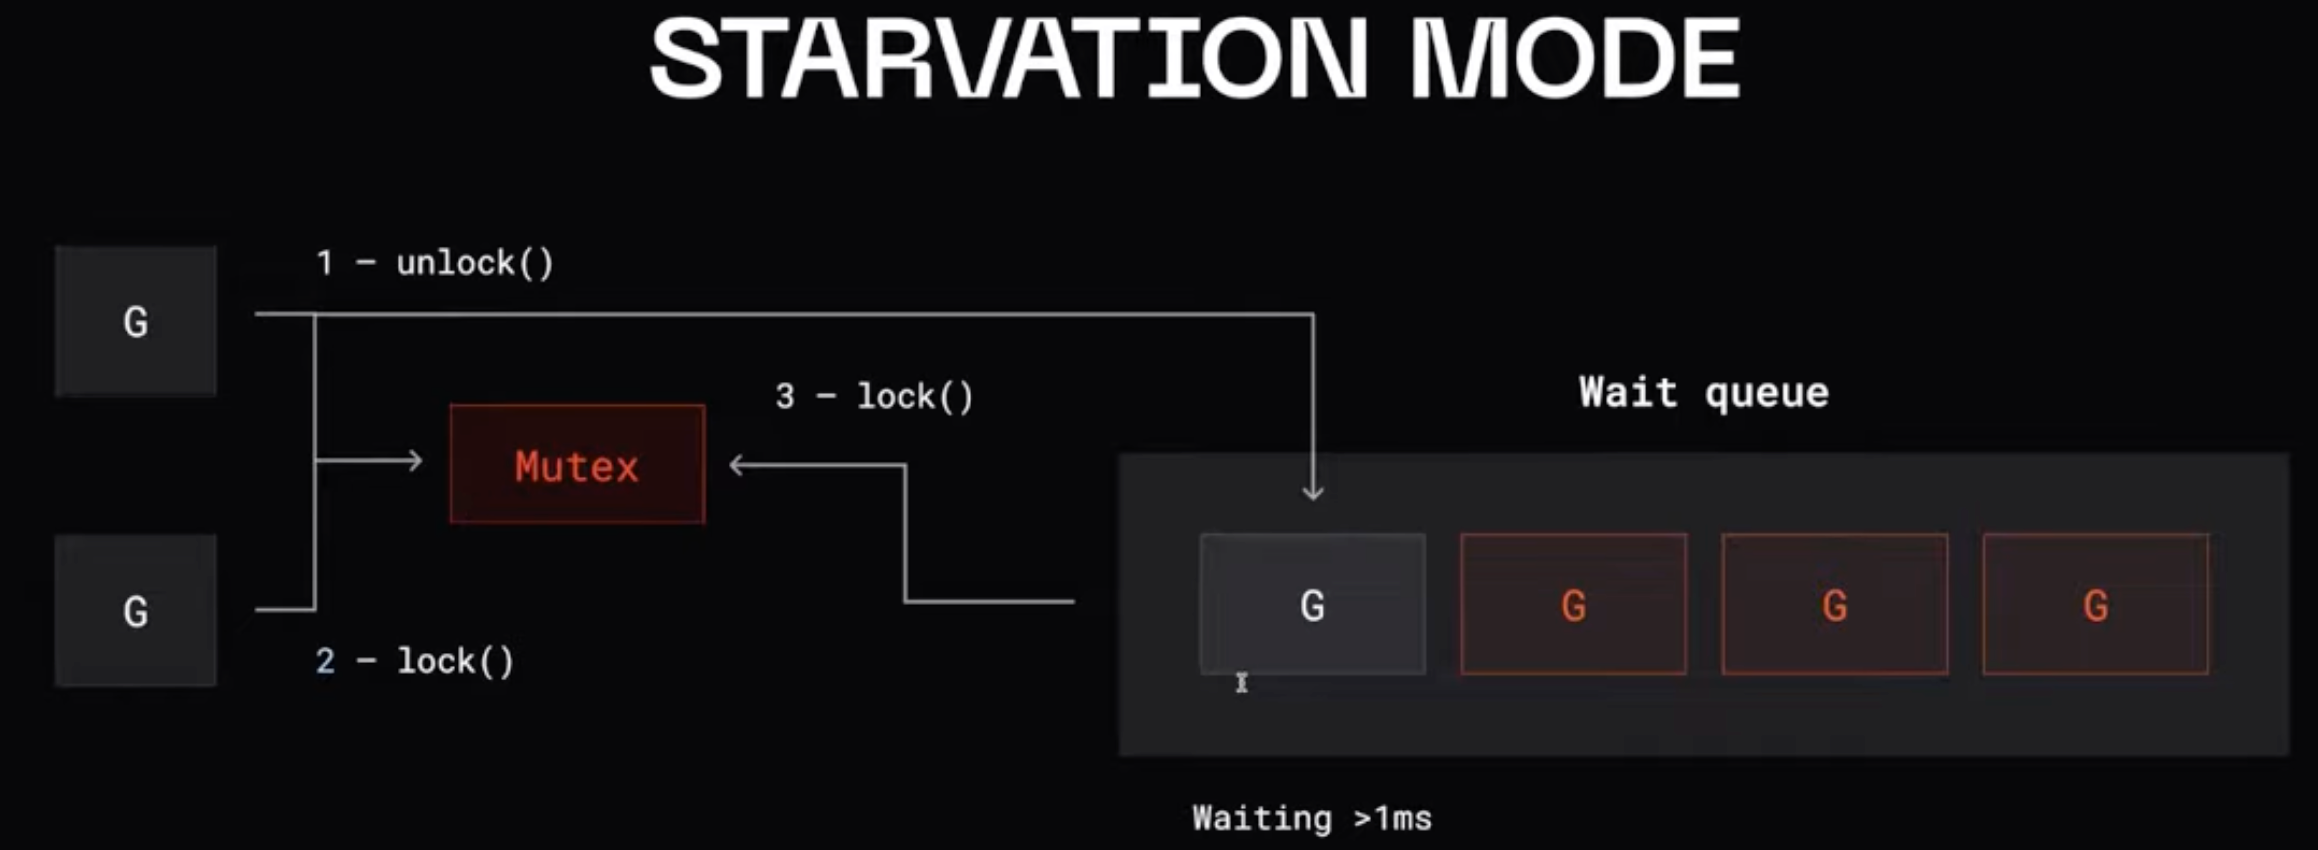 STARVATION MODE
1 – unlock()
G
3 – lock()
Wait queue
Mutex
G
2 – lock()
G
G
G
G
Waiting >1ms